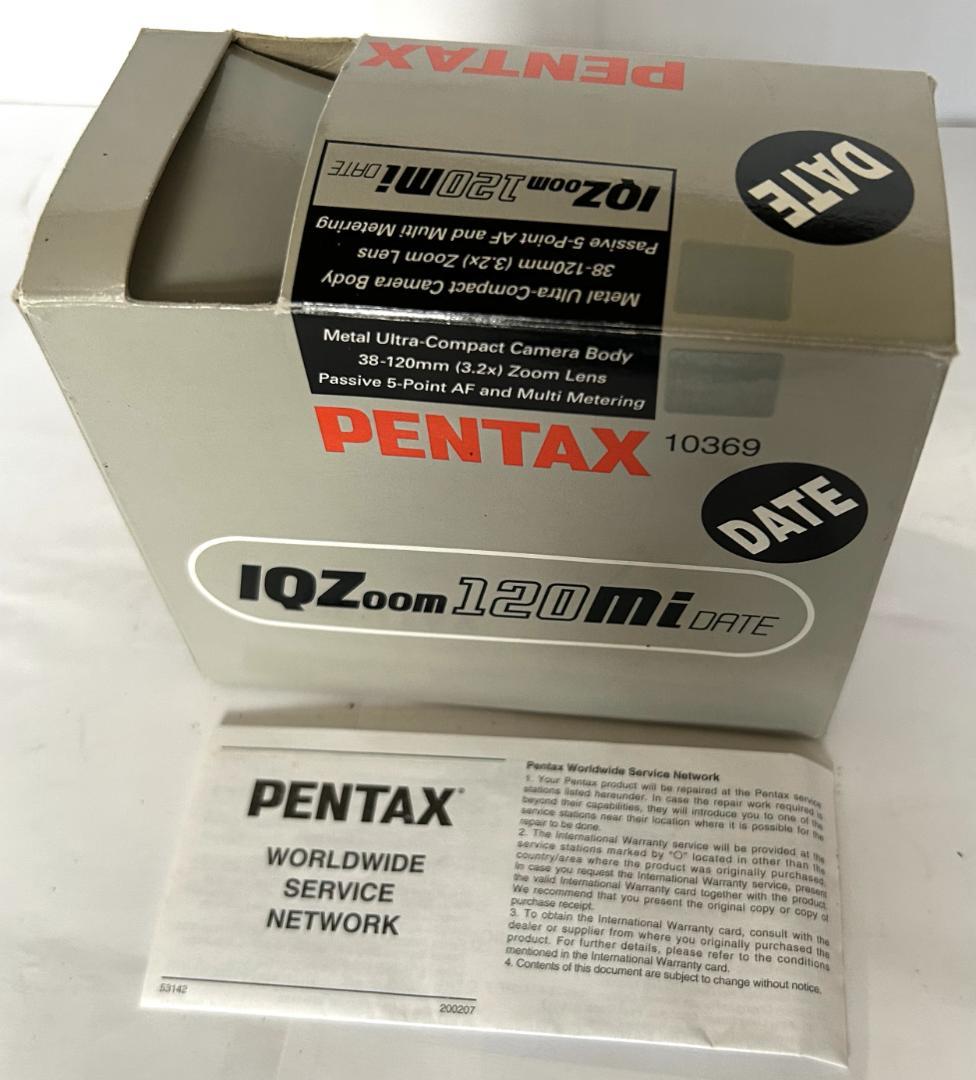 PENTAX
DATE
IQZoom120Mi DATE
Passive 5-Point AF and Multi Metering
38-120mm (3.2x) Zoom Lens
Metal Ultra-Compact Camera Body
Metal Ultra-Compact Camera Body
38-120mm (3.2x) Zoom Lens
Passive 5-Point AF and Multi Metering
PENTAX 10369
DATE
IQZoom120Mi DATE
PENTAX®
WORLDWIDE
SERVICE
NETWORK
53142
200207
Pentax Worldwide Service Network
1. Your Pentax product will be repaired at the Pentax service
stations listed hereunder. In case the repair work required is
beyond their capabilities, they will introduce you to one of the
service stations near their location where it is possible for the
repair to be done.
2. The International Warranty service will be provided at the
service stations marked by "O" located in other than the
country/area where the product was originally purchased.
In case you request the International Warranty service, present
the valid International Warranty card together with the product.
We recommend that you present the original copy or copy of
purchase receipt.
3. To obtain the International Warranty card, consult with the
dealer or supplier from where you originally purchased the
product. For further details, please refer to the conditions
mentioned in the International Warranty card.
4. Contents of this document are subject to change without notice.